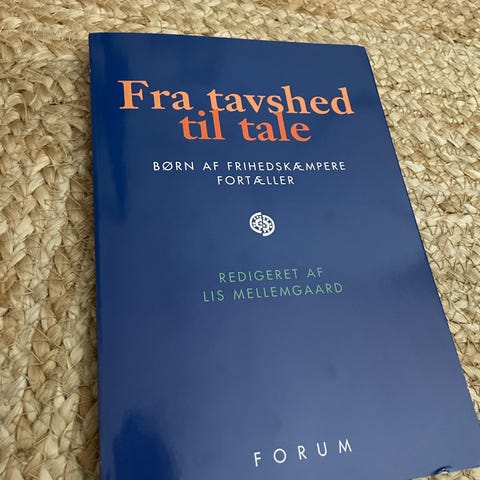 Fra tavshed
til tale
BØRN AF FRIHEDSKÆMPERE
FORTÆLLER
REDIGERET AF
LIS MELLEMGAARD
FORUM